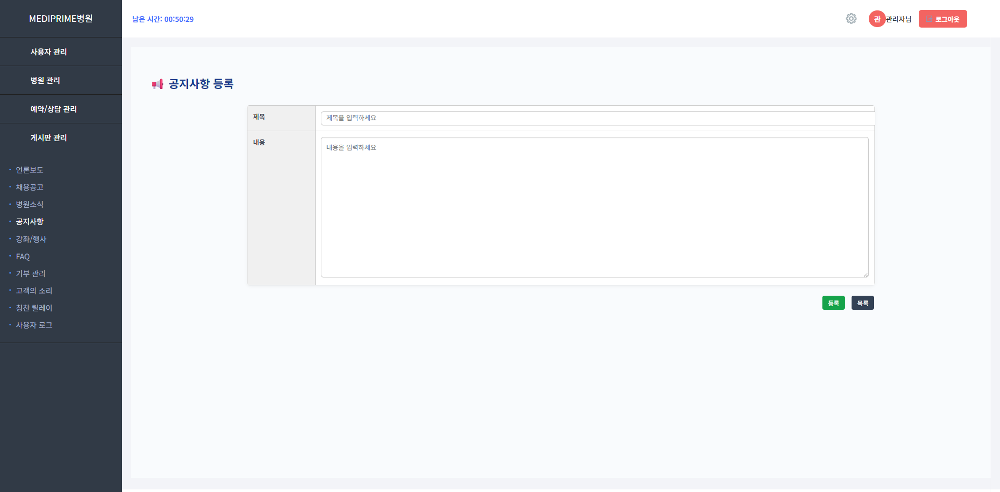 MEDIPRIME병원
남은 시간: 00:50:29
관
관리자님
로그아웃
사용자 관리
병원 관리
예약/상담 관리
게시판 관리
· 언론보도
· 채용공고
· 병원소식
· 공지사항
· 강좌/행사
· FAQ
· 기부 관리
· 고객의 소리
· 칭찬 릴레이
· 사용자 로그
공지사항 등록
제목
제목을 입력하세요
내용
내용을 입력하세요
등록
목록